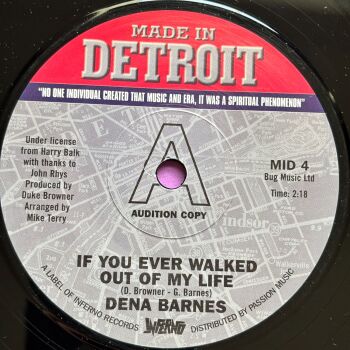 MADE IN
DETROIT
"NO ONE INDIVIDUAL CREATED THAT MUSIC AND ERA, IT WAS A SPIRITUAL PHENOMENON"
Under license
from Harry Balk
with thanks to
John Rhys
Produced by
Duke Browner
Arranged by
Mike Terry
A
AUDITION COPY
MID 4
Bug Music Ltd
Time: 2:18
indsor
IF YOU EVER WALKED
OUT OF MY LIFE
(D. Browner - G. Barnes)
DENA BARNES
A LABEL OF INFERNO RECORDS
INFERNO
DISTRIBUTED BY PASSION MUSIC